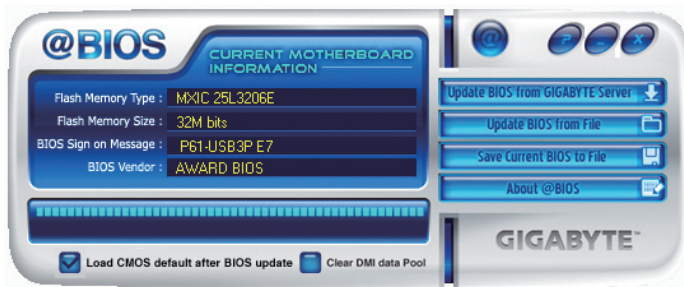 @BIOS
CURRENT MOTHERBOARD
INFORMATION
Flash Memory Type : MXIC 25L3206E
Flash Memory Size : 32M bits
BIOS Sign on Message : P61-USB3P E7
BIOS Vendor : AWARD BIOS
Load CMOS default after BIOS update Clear DMI data Pool
@ ? _ X
Update BIOS from GIGABYTE Server
Update BIOS from File
Save Current BIOS to File
About @BIOS
GIGABYTE™